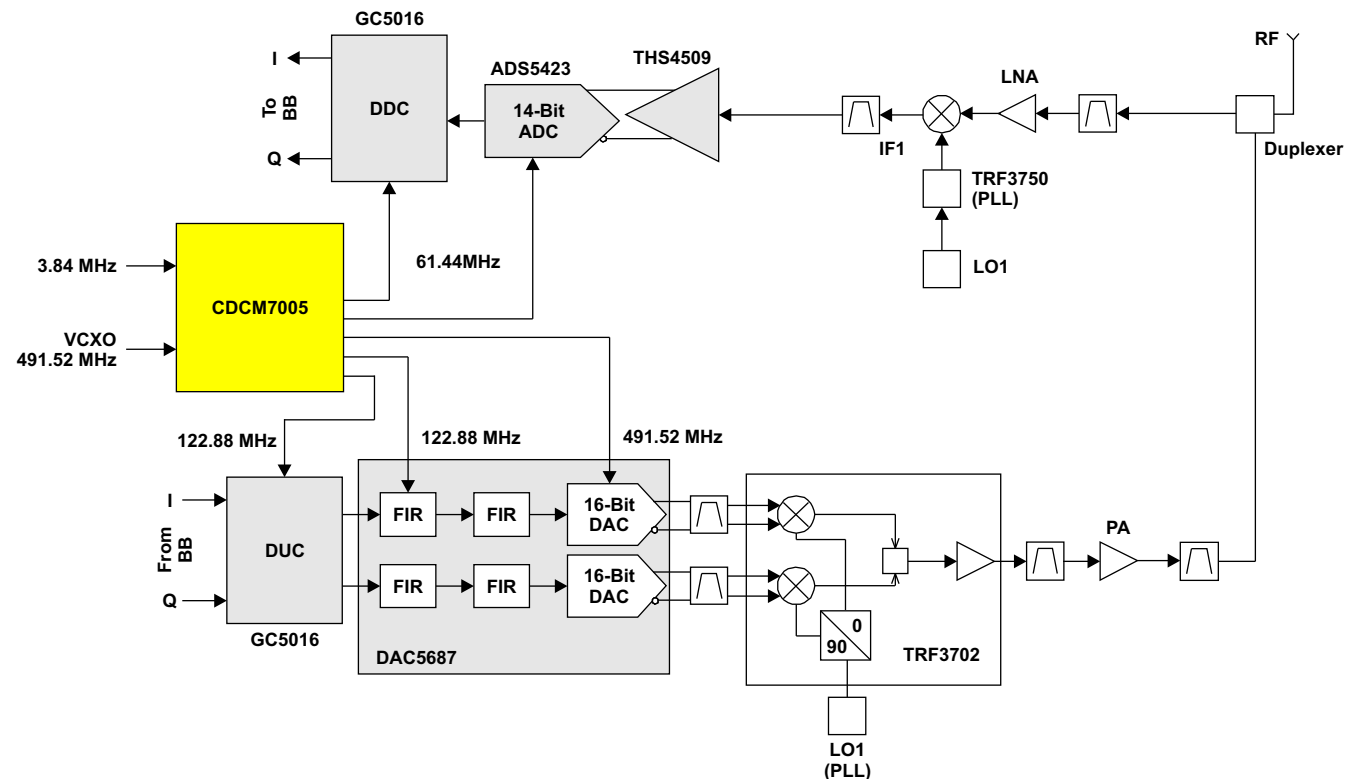 GC5016
I
To
BB
Q
DDC
ADS5423
14-Bit
ADC
THS4509
IF1
LNA
RF
Duplexer
TRF3750
(PLL)
LO1
3.84 MHz
VCXO
491.52 MHz
CDCM7005
61.44MHz
122.88 MHz
122.88 MHz
491.52 MHz
I
From
BB
Q
DUC
GC5016
FIR
FIR
16-Bit
DAC
FIR
FIR
16-Bit
DAC
DAC5687
0
90
TRF3702
LO1
(PLL)
PA